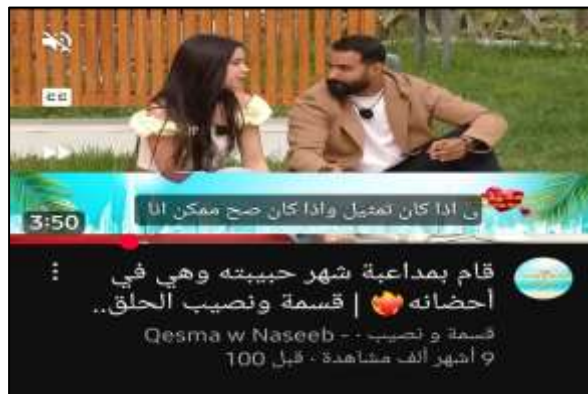 cc
ى اذا كان تمثيل واذا كان صح ممكن انا
3:50
قام بمداعبة شهر حبيبته وهي في
أحضانه❤️‍🔥 | قسمة ونصيب الحلق..
قسمة و نصيب - Qesma w Naseeb ·
100 ألف مشاهدة · قبل 9 أشهر